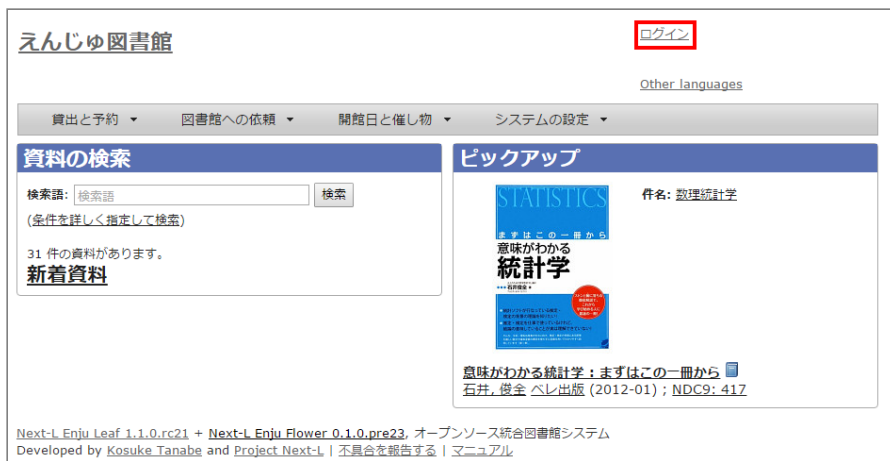 えんじゅ図書館
ログイン
Other languages
貸出と予約 ▼ 図書館への依頼 ▼ 開館日と催し物 ▼ システムの設定 ▼
資料の検索
検索語: 検索語 検索
(条件を詳しく指定して検索)
31 件の資料があります。
新着資料
ピックアップ
STATISTICS
まずはこの一冊から
意味がわかる
統計学
石井俊全
件名: 数理統計学
意味がわかる統計学 : まずはこの一冊から
石井, 俊全 ベレ出版 (2012-01) ; NDC9: 417
Next-L Enju Leaf 1.1.0.rc21 + Next-L Enju Flower 0.1.0.pre23, オープンソース統合図書館システム
Developed by Kosuke Tanabe and Project Next-L | 不具合を報告する | マニュアル